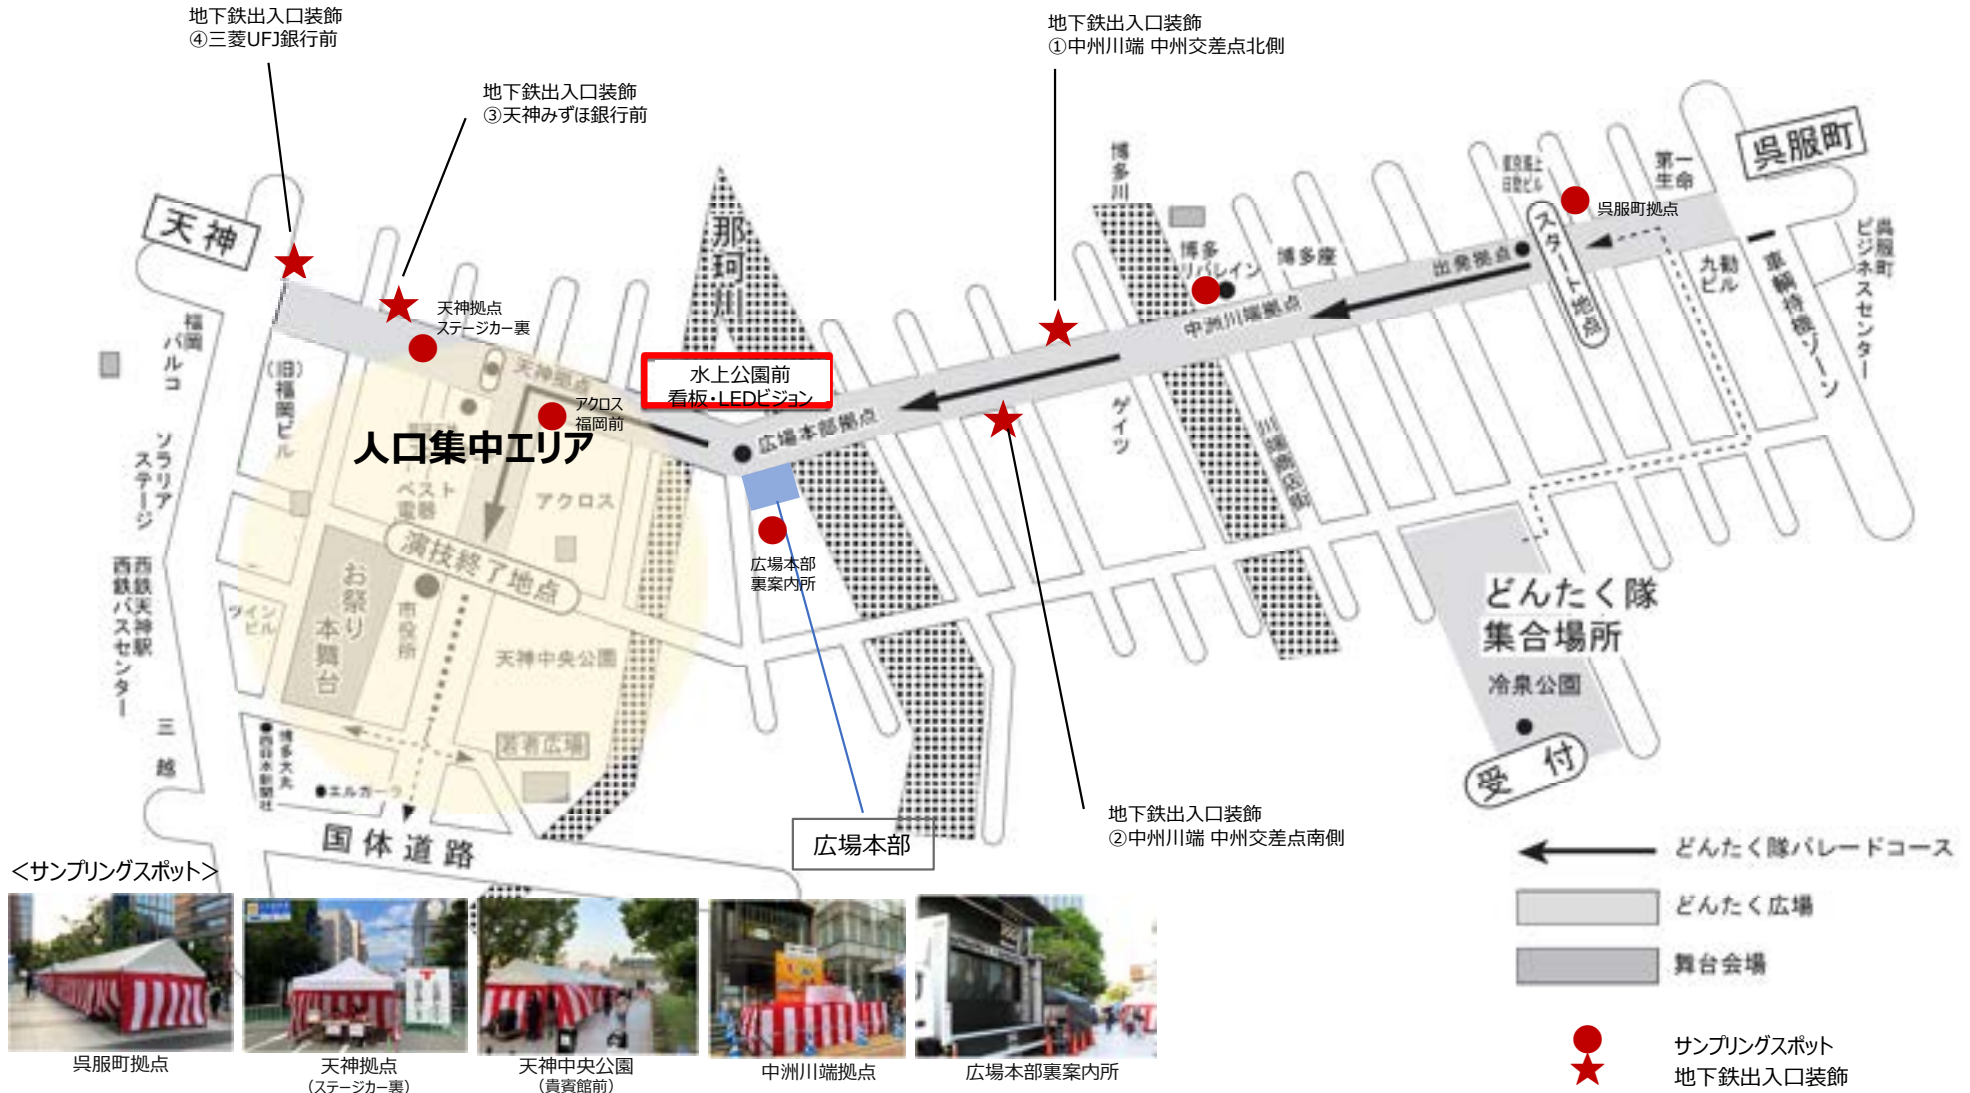 地下鉄出入口装飾
④三菱UFJ銀行前
地下鉄出入口装飾
③天神みずほ銀行前
地下鉄出入口装飾
①中州川端 中州交差点北側
天神
那珂川
博多川
呉服町
第一生命
東京海上
日動ビル
呉服町拠点
スタート地点
出発拠点
博多座
博多
リバレイン
中洲川端拠点
九勧ビル
車輌待機ゾーン
呉服町
ビジネスセンター
天神拠点
ステージカー裏
天神拠点
水上公園前
看板・LEDビジョン
アクロス
福岡前
広場本部拠点
ゲイツ
川端商店街
福岡パルコ
(旧)福岡ビル
人口集中エリア
ソラリア
ステージ
ベスト
電器
アクロス
演技終了地点
広場本部
裏案内所
西鉄天神駅
西鉄バスセンター
ツインビル
お祭り本舞台
市役所
天神中央公園
どんたく隊
集合場所
冷泉公園
受付
三越
博多大丸
西日本新聞社
エルガーラ
若者広場
国体道路
広場本部
地下鉄出入口装飾
②中州川端 中州交差点南側
どんたく隊パレードコース
どんたく広場
舞台会場
サンプリングスポット
地下鉄出入口装飾
＜サンプリングスポット＞
呉服町拠点
天神拠点
(ステージカー裏)
天神中央公園
(貴賓館前)
中洲川端拠点
広場本部裏案内所